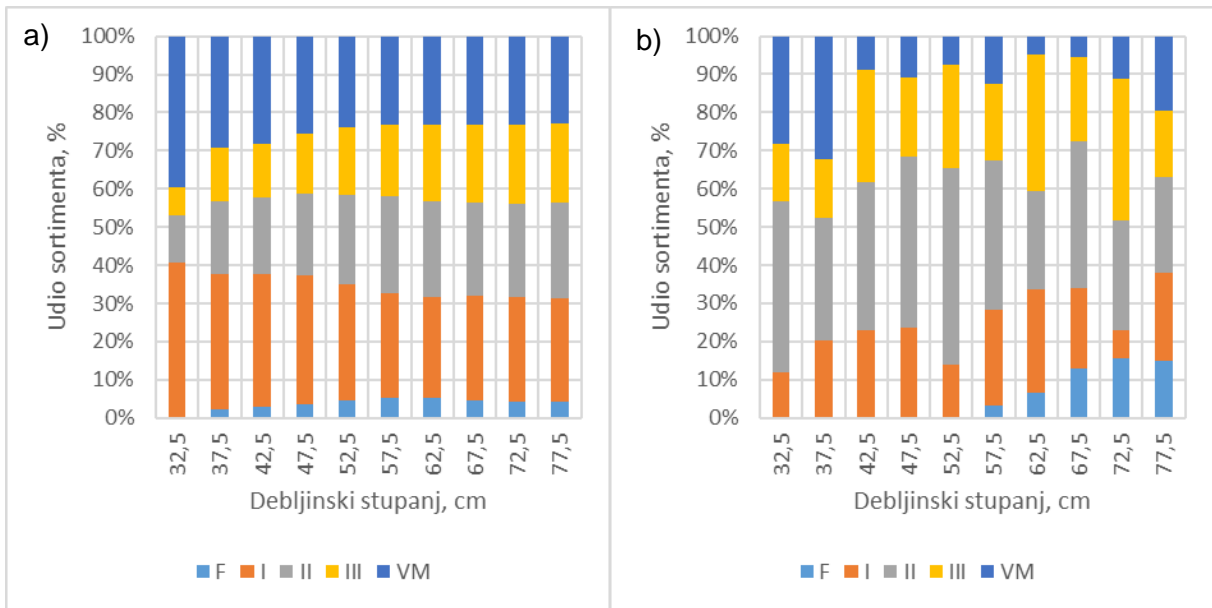 a)
Udio sortimenta, %
100%
90%
80%
70%
60%
50%
40%
30%
20%
10%
0%
32,5 37,5 42,5 47,5 52,5 57,5 62,5 67,5 72,5 77,5
Debljinski stupanj, cm
F I II III VM
b)
Udio sortimenta, %
100%
90%
80%
70%
60%
50%
40%
30%
20%
10%
0%
32,5 37,5 42,5 47,5 52,5 57,5 62,5 67,5 72,5 77,5
Debljinski stupanj, cm
F I II III VM